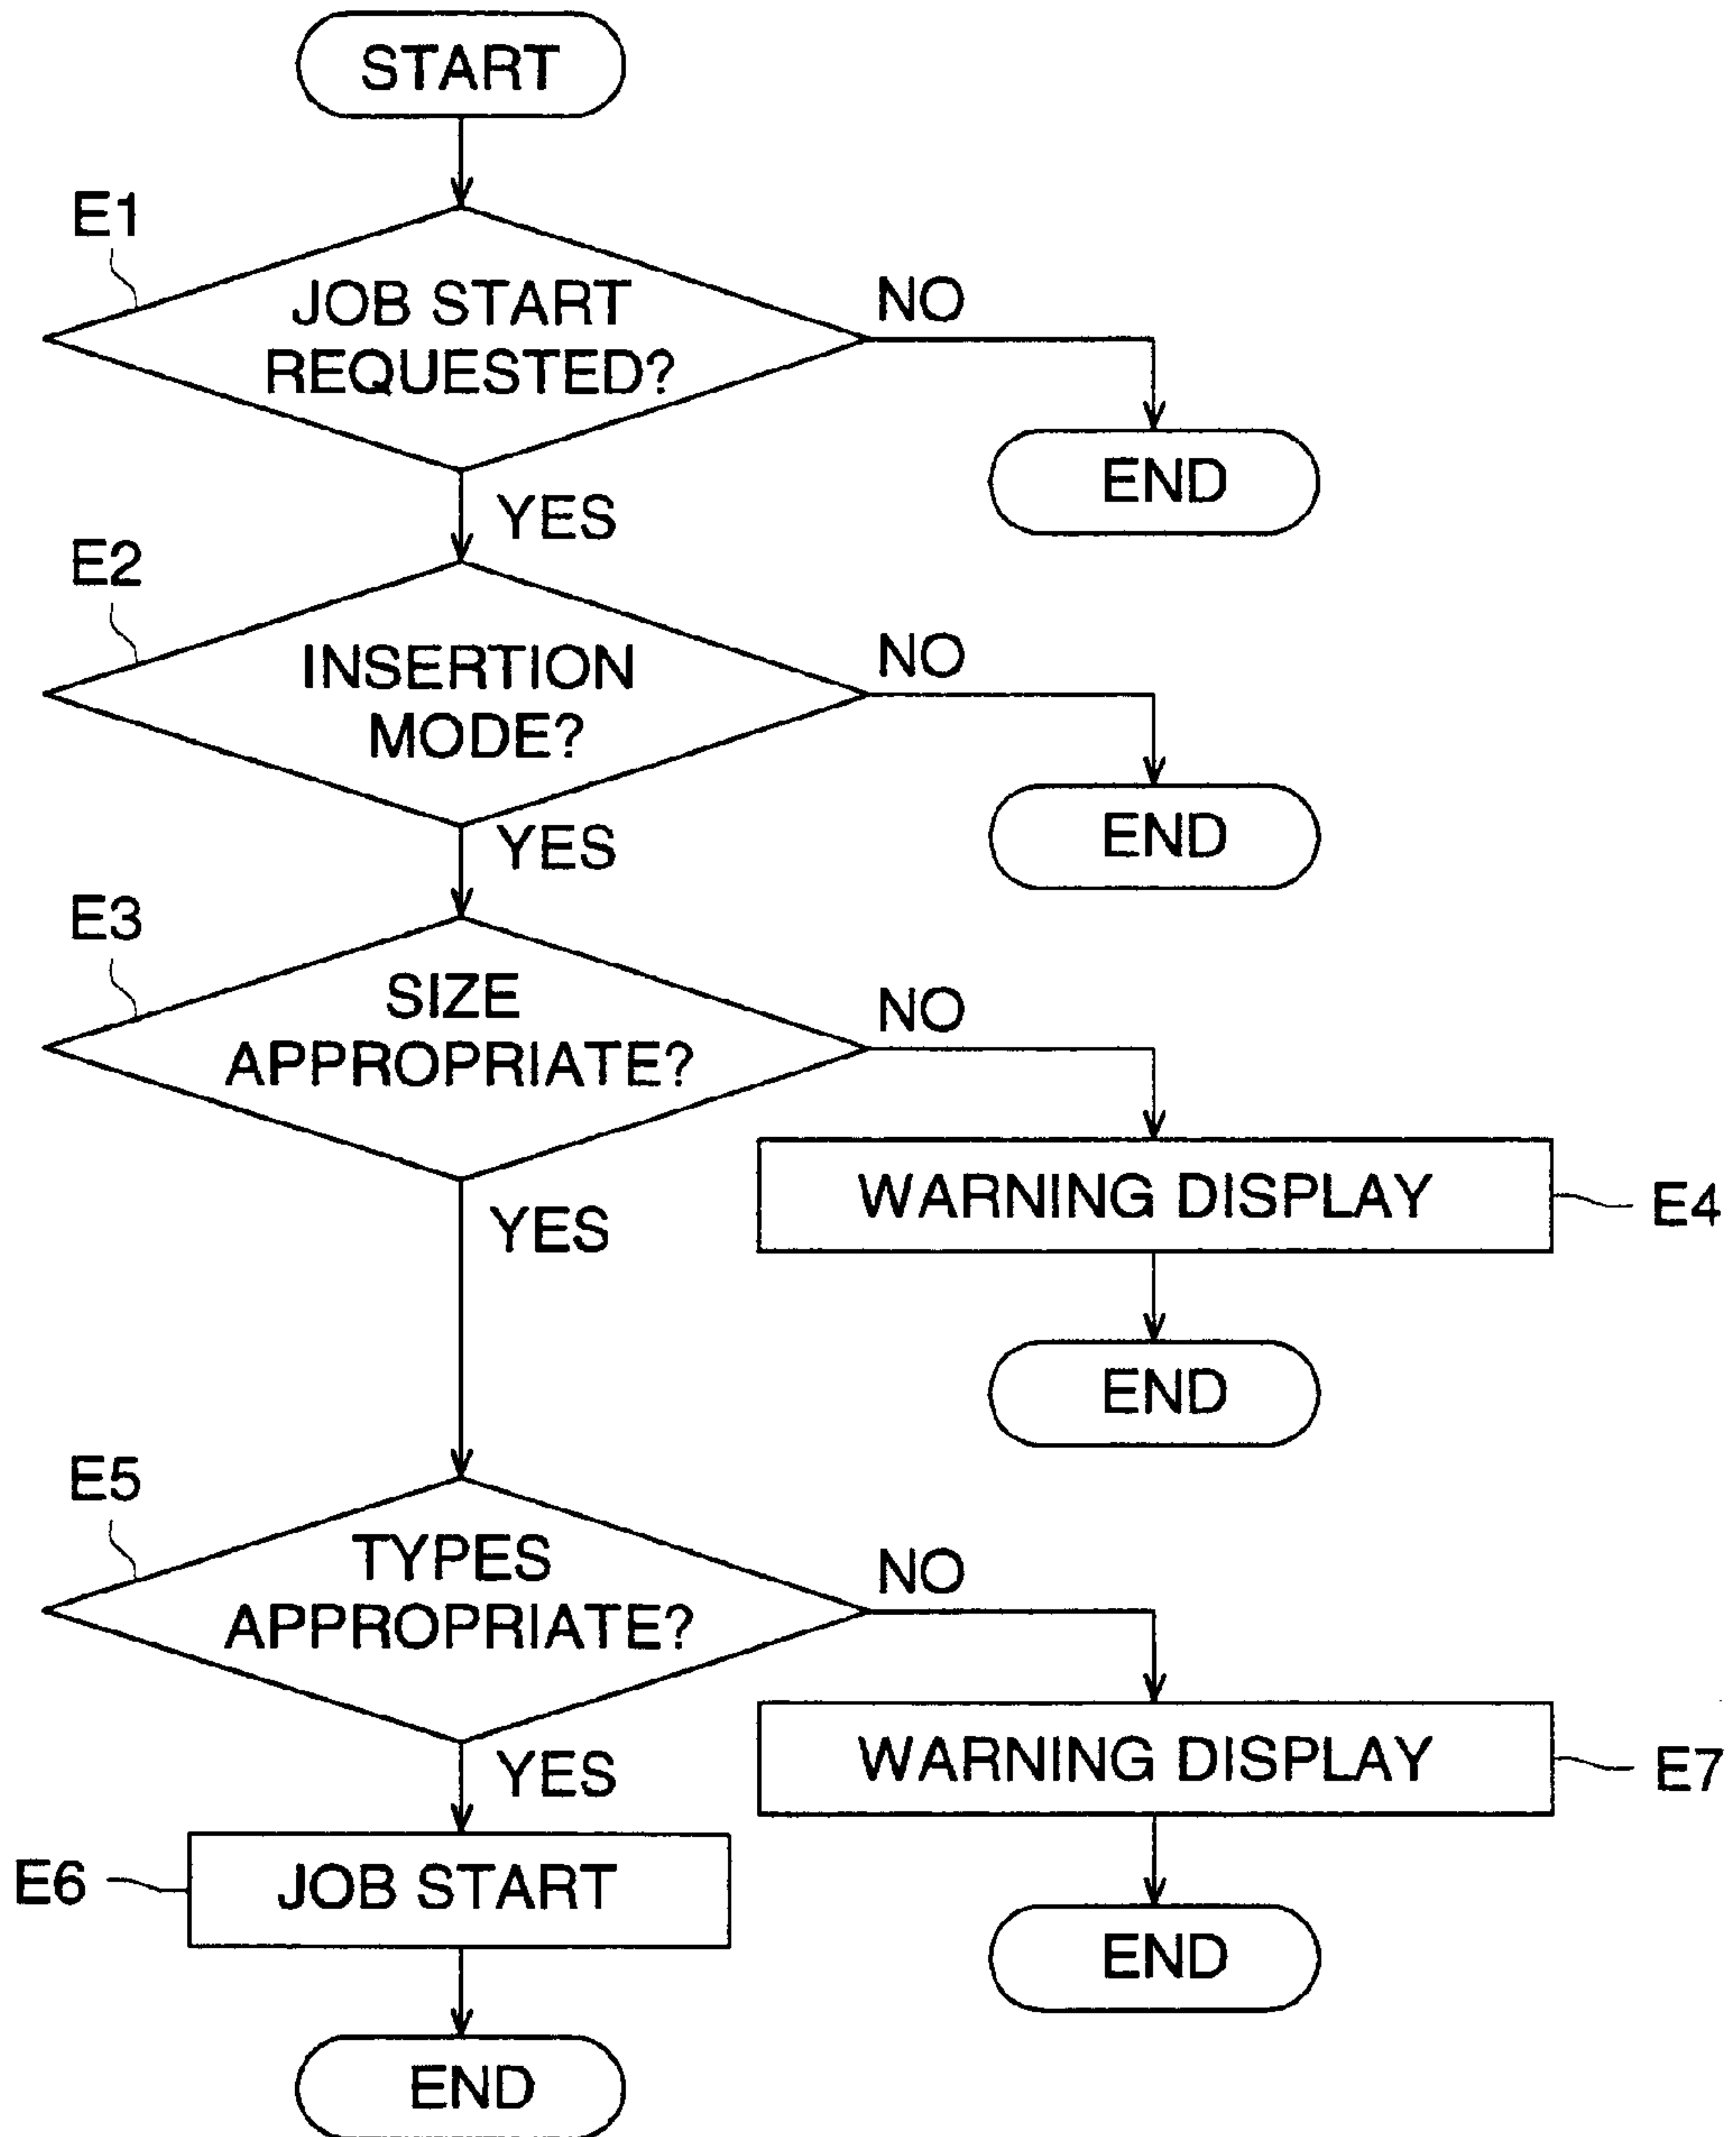 START
E1
JOB START
REQUESTED?
NO
END
YES
E2
INSERTION
MODE?
NO
END
YES
E3
SIZE
APPROPRIATE?
NO
WARNING DISPLAY
E4
YES
END
E5
TYPES
APPROPRIATE?
NO
WARNING DISPLAY
E7
YES
E6
JOB START
END
END